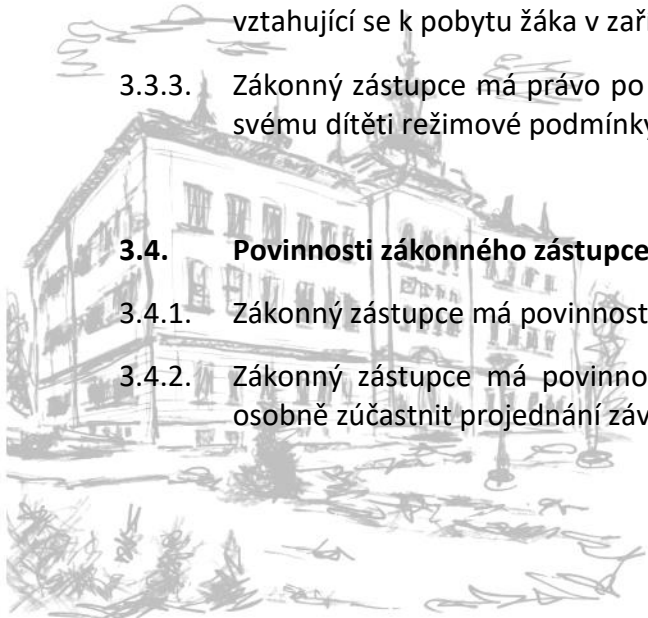 vztahující se k pobytu žáka v zaří
3.3.3. Zákonný zástupce má právo po
svému dítěti režimové podmínky
3.4. Povinnosti zákonného zástupce
3.4.1. Zákonný zástupce má povinnost
3.4.2. Zákonný zástupce má povinno
osobně zúčastnit projednání záv